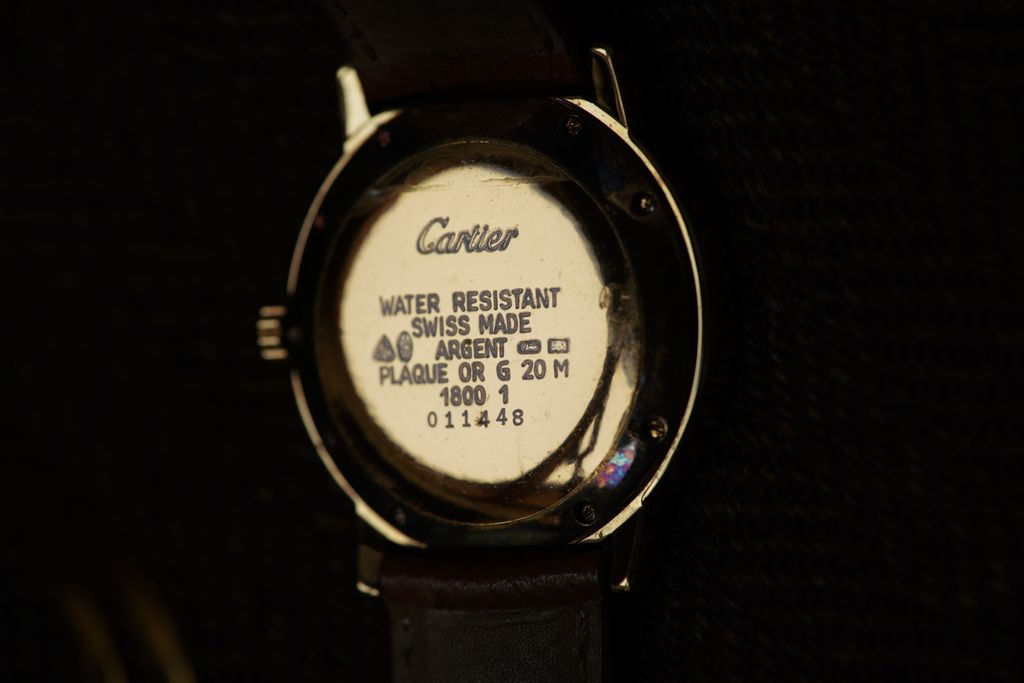 Cartier
WATER RESISTANT
SWISS MADE
ARGENT
PLAQUE OR G 20 M
1800 1
011448